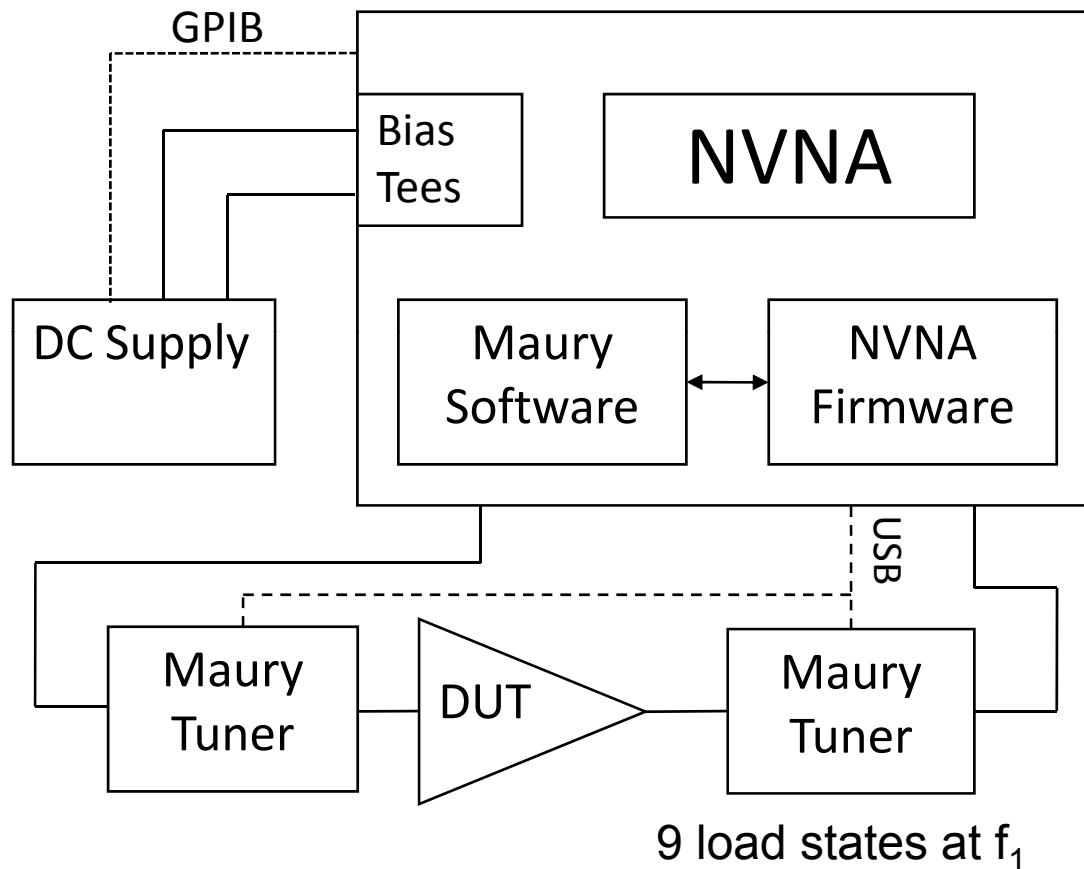 GPIB
Bias
Tees
NVNA
DC Supply
Maury
Software
NVNA
Firmware
USB
Maury
Tuner
DUT
Maury
Tuner
9 load states at f₁